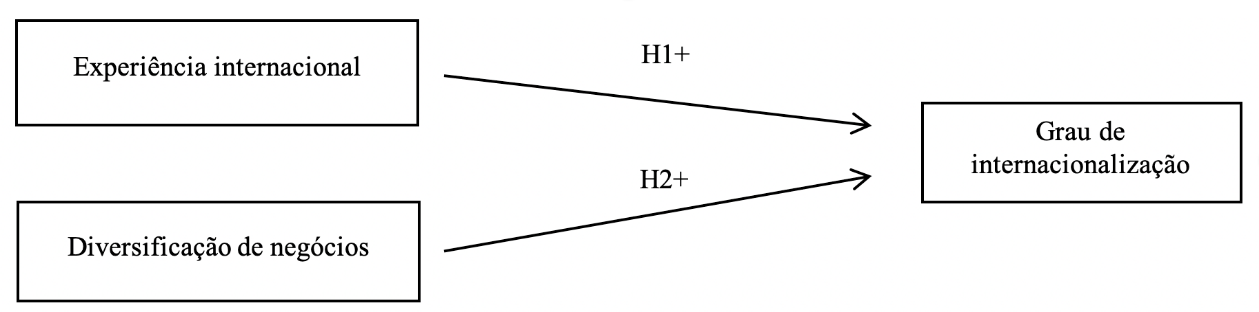 Experiência internacional
H1+
Grau de
internacionalização
H2+
Diversificação de negócios